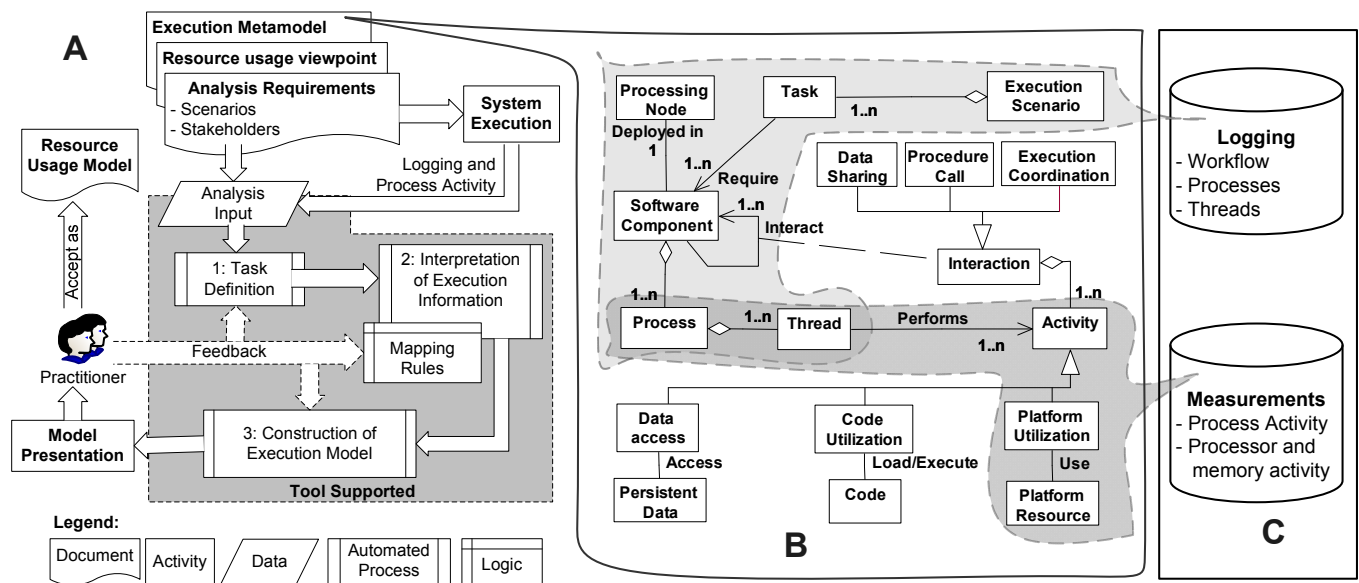 A
Execution Metamodel
Resource usage viewpoint
Analysis Requirements
- Scenarios
- Stakeholders
System
Execution
Resource
Usage Model
Logging and
Process Activity
Analysis
Input
Accept as
1: Task
Definition
2: Interpretation
of Execution
Information
Feedback
Mapping
Rules
Practitioner
Model
Presentation
3: Construction of
Execution Model
Tool Supported
Legend:
Document
Activity
Data
Automated
Process
Logic
Processing
Node
Task
1..n
Execution
Scenario
Deployed in
1
1..n
Require
Data
Sharing
Procedure
Call
Execution
Coordination
Software
Component
1..n
Interact
Interaction
1..n
1..n
Process
1..n
Thread
Performs
1..n
Activity
Data
access
Code
Utilization
Platform
Utilization
Access
Load/Execute
Use
Persistent
Data
Code
Platform
Resource
B
Logging
- Workflow
- Processes
- Threads
Measurements
- Process Activity
- Processor and
memory activity
C